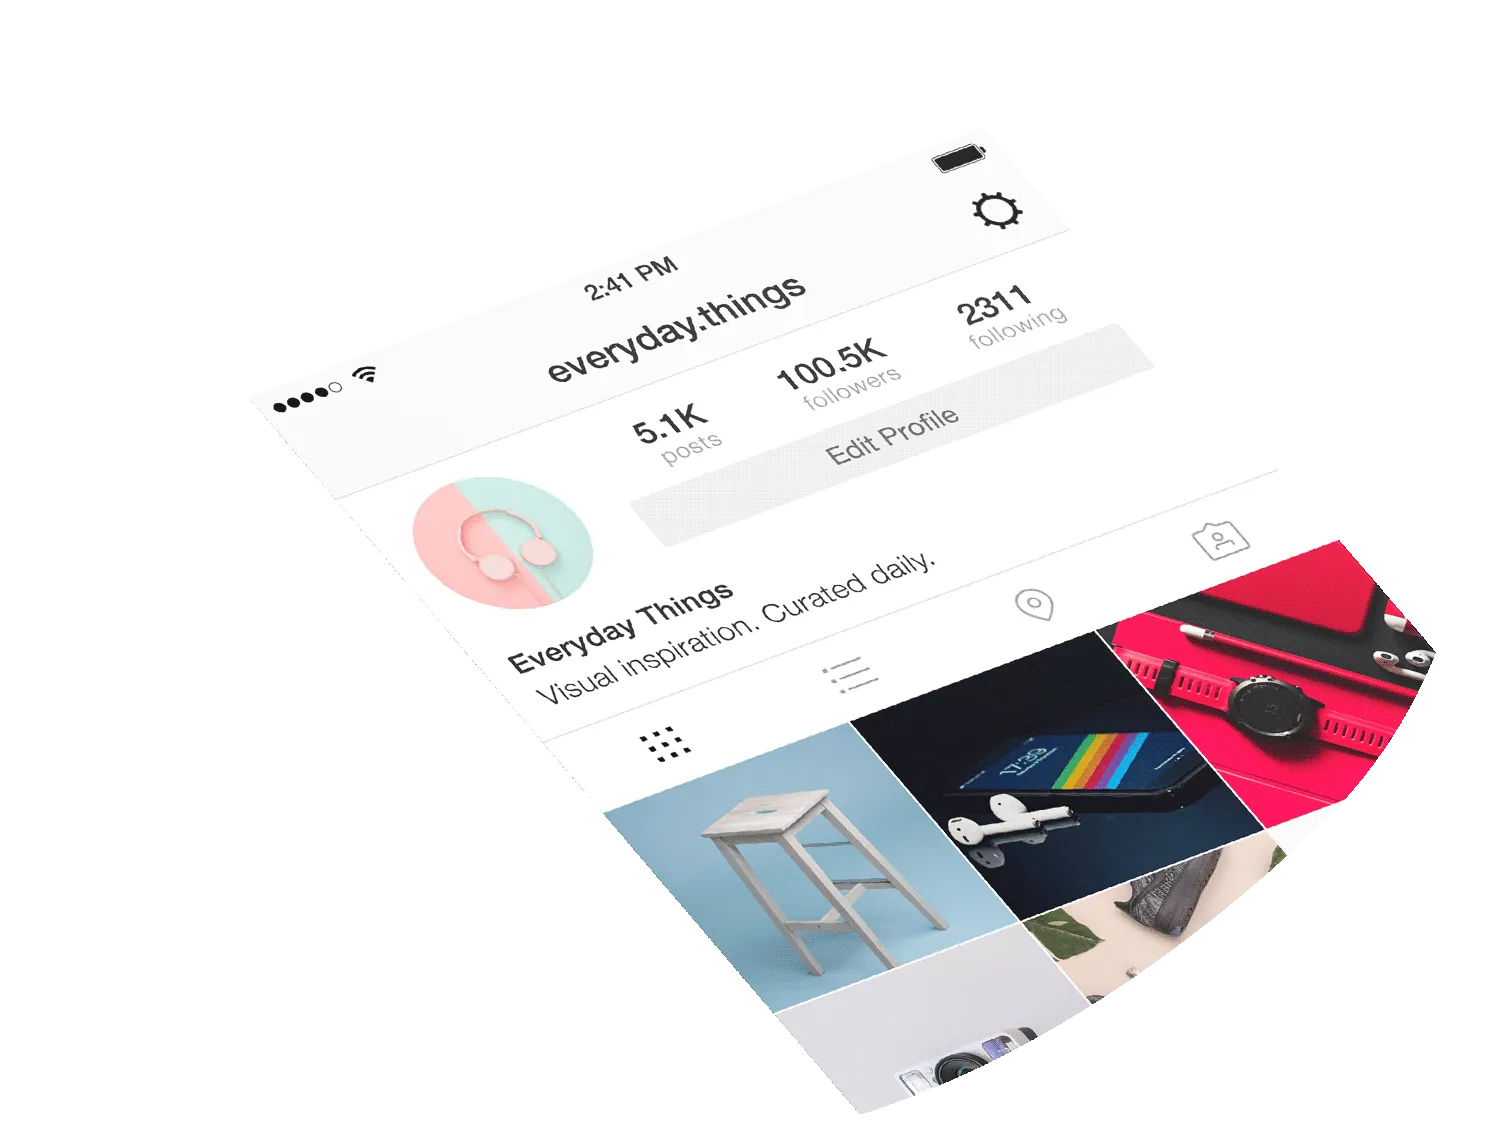 2:41 PM
everyday.things
5.1K
posts
100.5K
followers
2311
following
Edit Profile
Everyday Things
Visual inspiration. Curated daily.
17:39